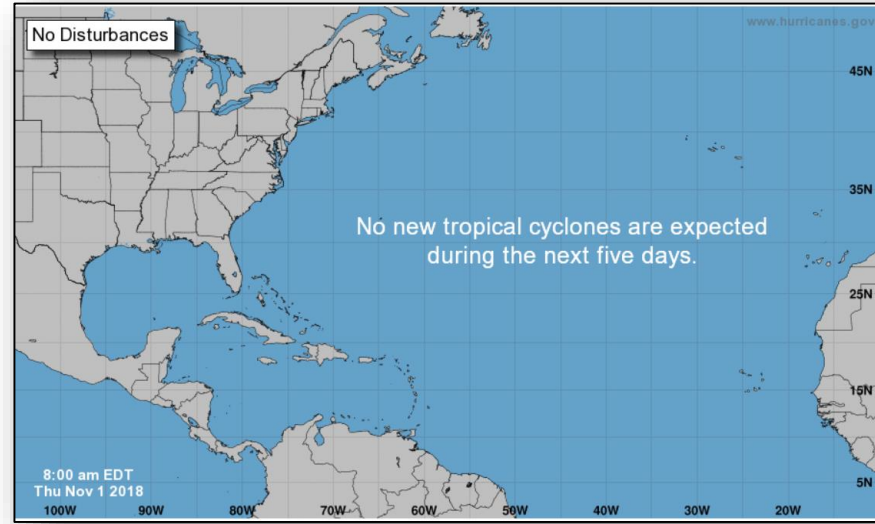 No Disturbances
www.hurricanes.gov
45N
35N
No new tropical cyclones are expected
during the next five days.
25N
15N
5N
8:00 am EDT
Thu Nov 1 2018
100W 90W 80W 70W 60W 50W 40W 30W 20W